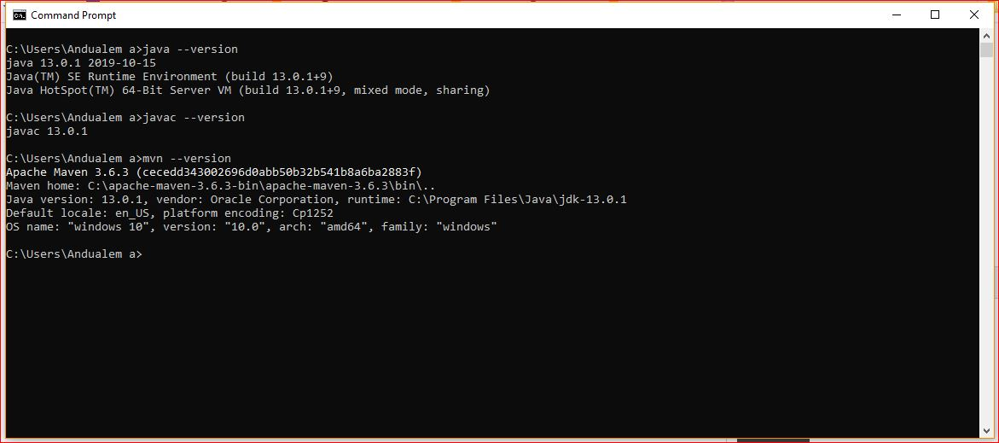 Command Prompt
C:\Users\Andualem a>java --version
java 13.0.1 2019-10-15
Java(TM) SE Runtime Environment (build 13.0.1+9)
Java HotSpot(TM) 64-Bit Server VM (build 13.0.1+9, mixed mode, sharing)
C:\Users\Andualem a>javac --version
javac 13.0.1
C:\Users\Andualem a>mvn --version
Apache Maven 3.6.3 (cecedd343002696d0abb50b32b541b8a6ba2883f)
Maven home: C:\apache-maven-3.6.3-bin\apache-maven-3.6.3\bin\..
Java version: 13.0.1, vendor: Oracle Corporation, runtime: C:\Program Files\Java\jdk-13.0.1
Default locale: en_US, platform encoding: Cp1252
OS name: "windows 10", version: "10.0", arch: "amd64", family: "windows"
C:\Users\Andualem a>